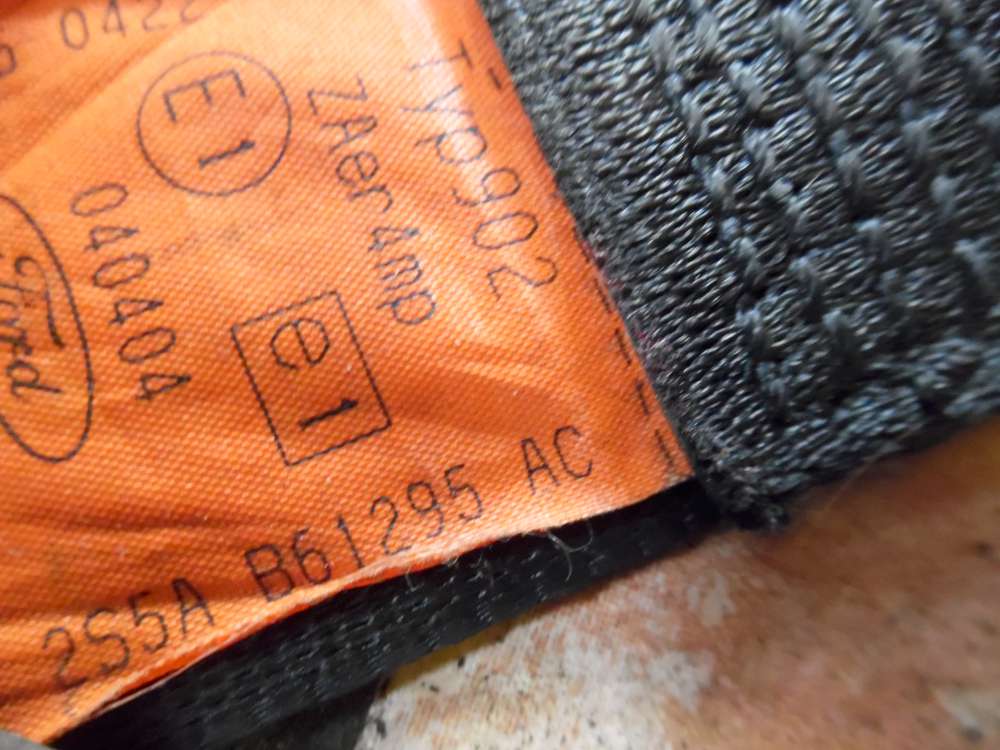 Typ902
ZAer4mp
E1
e1
040404
Ford
2S5A B61295 AC